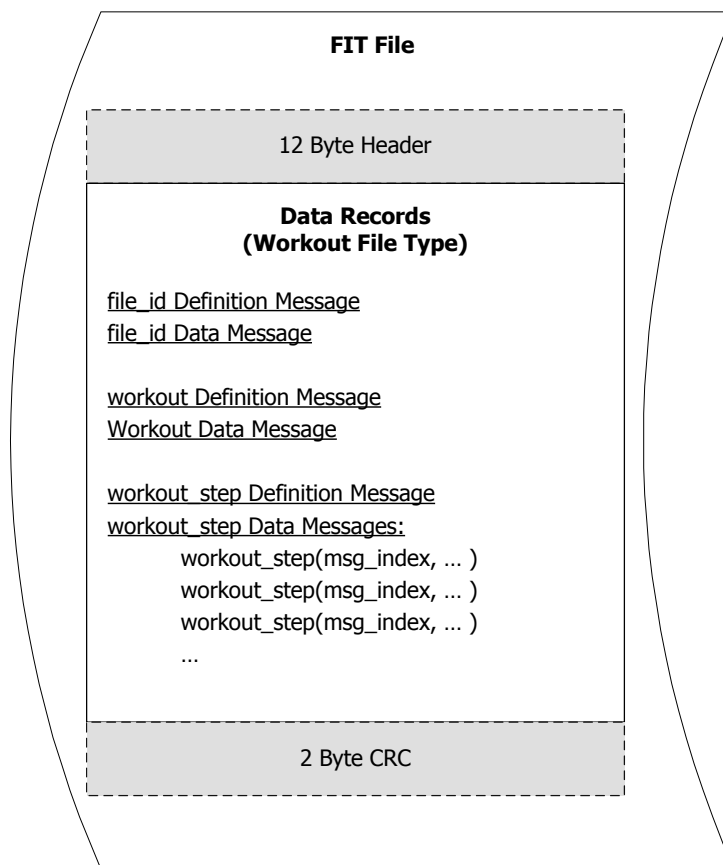 FIT File
12 Byte Header
Data Records
(Workout File Type)
file_id Definition Message
file_id Data Message
workout Definition Message
Workout Data Message
workout_step Definition Message
workout_step Data Messages:
workout_step(msg_index, … )
workout_step(msg_index, … )
workout_step(msg_index, … )
…
2 Byte CRC